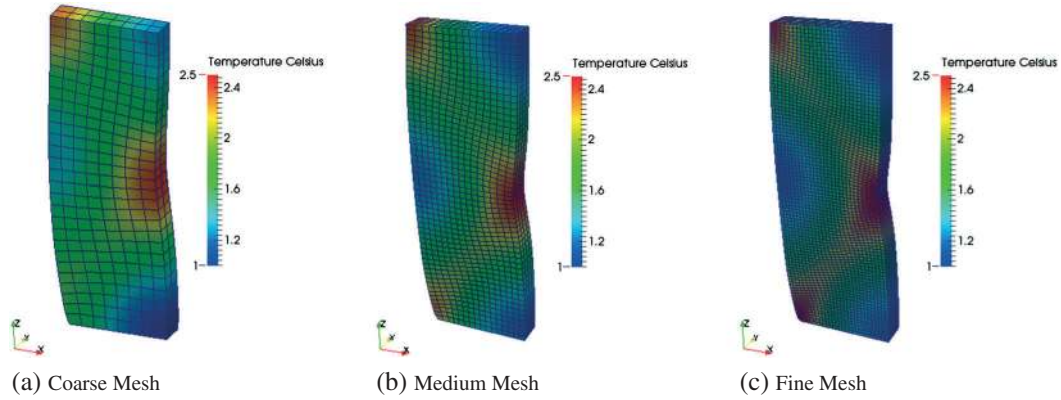 Temperature Celsius
2.5
2.4
2
1.6
1.2
1
Z
Y
X
(a) Coarse Mesh
Temperature Celsius
2.5
2.4
2
1.6
1.2
1
Z
Y
X
(b) Medium Mesh
Temperature Celsius
2.5
2.4
2
1.6
1.2
1
Z
Y
X
(c) Fine Mesh